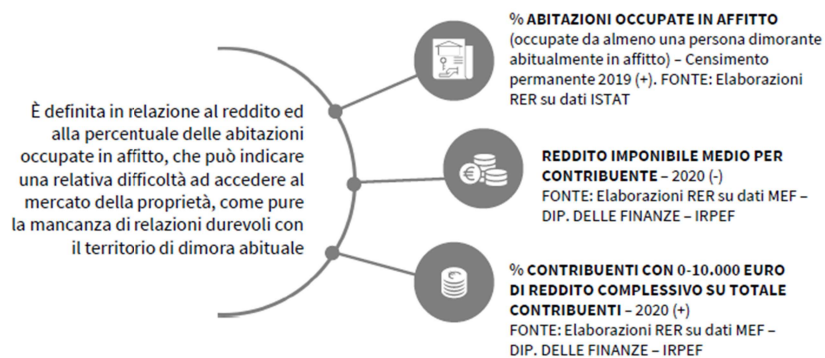 È definita in relazione al reddito ed
alla percentuale delle abitazioni
occupate in affitto, che può indicare
una relativa difficoltà ad accedere al
mercato della proprietà, come pure
la mancanza di relazioni durevoli con
il territorio di dimora abituale
% ABITAZIONI OCCUPATE IN AFFITTO
(occupate da almeno una persona dimorante
abitualmente in affitto) – Censimento
permanente 2019 (+). FONTE: Elaborazioni
RER su dati ISTAT
REDDITO IMPONIBILE MEDIO PER
CONTRIBUENTE – 2020 (-)
FONTE: Elaborazioni RER su dati MEF –
DIP. DELLE FINANZE – IRPEF
% CONTRIBUENTI CON 0-10.000 EURO
DI REDDITO COMPLESSIVO SU TOTALE
CONTRIBUENTI – 2020 (+)
FONTE: Elaborazioni RER su dati MEF –
DIP. DELLE FINANZE – IRPEF